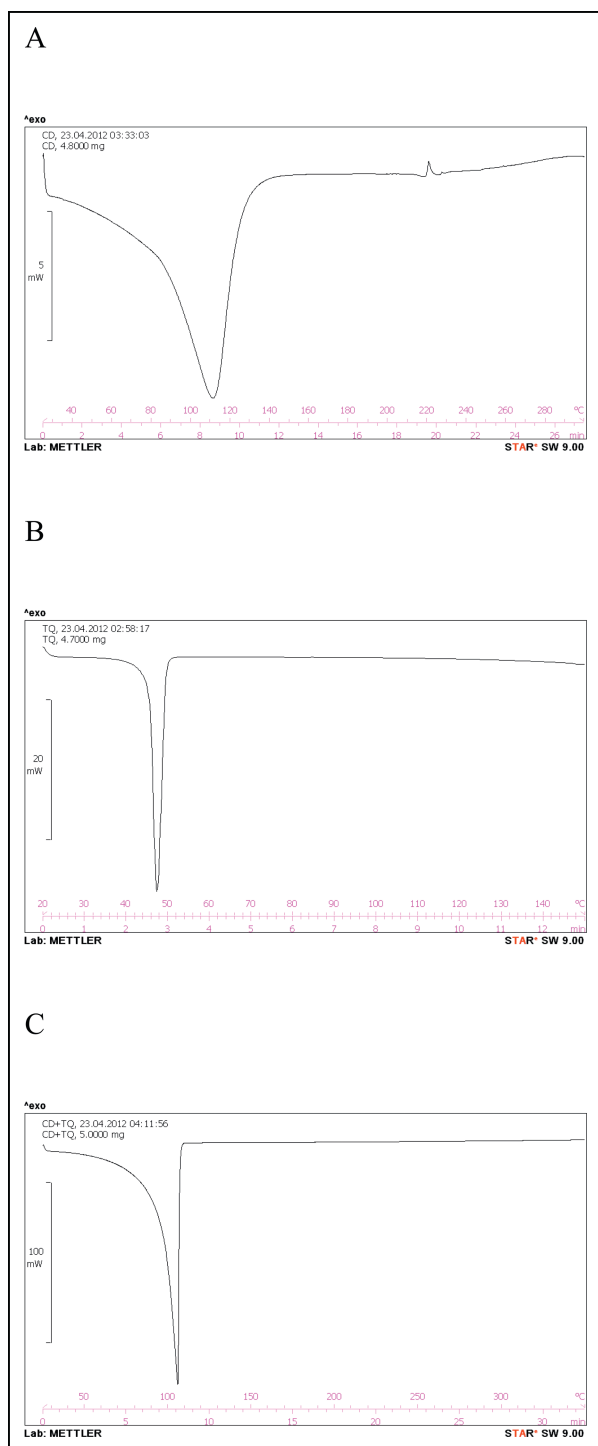 A
^exo
CD, 23.04.2012 03:33:03
CD, 4.8000 mg
5
mW
40 60 80 100 120 140 160 180 200 220 240 260 280 °C
0 2 4 6 8 10 12 14 16 18 20 22 24 26 min
Lab: METTLER STAR* SW 9.00
B
^exo
TQ, 23.04.2012 02:58:17
TQ, 4.7000 mg
20
mW
20 30 40 50 60 70 80 90 100 110 120 130 140 °C
0 1 2 3 4 5 6 7 8 9 10 11 12 min
Lab: METTLER STAR* SW 9.00
C
^exo
CD+TQ, 23.04.2012 04:11:56
CD+TQ, 5.0000 mg
100
mW
50 100 150 200 250 300 °C
0 5 10 15 20 25 30 min
Lab: METTLER STAR* SW 9.00